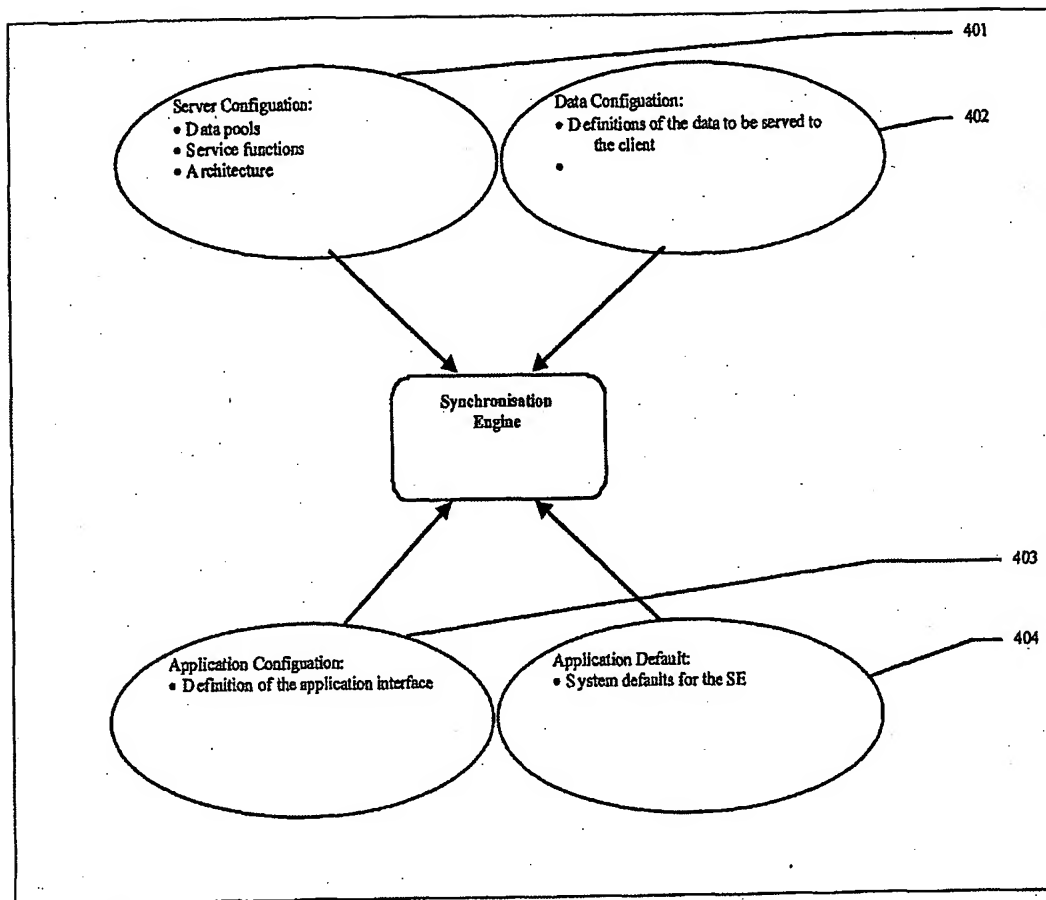 401
Server Configuation:
• Data pools
• Service functions
• Architecture
Data Configuation:
• Definitions of the data to be served to
the client
•
402
Synchronisation
Engine
403
Application Configuation:
• Definition of the application interface
Application Default:
• System defaults for the SE
404